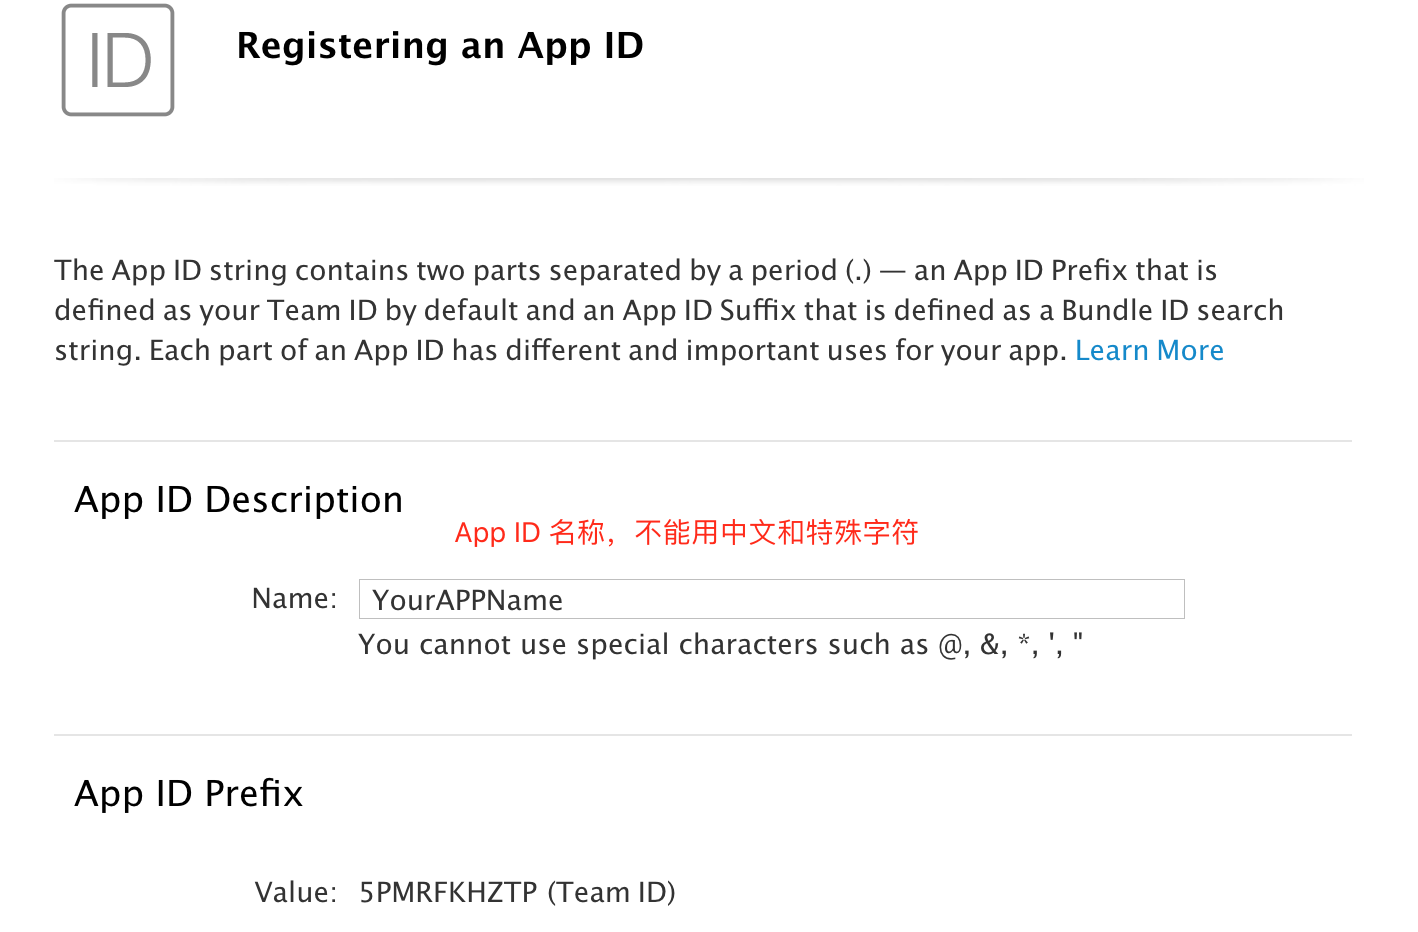 ID
Registering an App ID
The App ID string contains two parts separated by a period (.) — an App ID Prefix that is
defined as your Team ID by default and an App ID Suffix that is defined as a Bundle ID search
string. Each part of an App ID has different and important uses for your app. Learn More
App ID Description
App ID 名称，不能用中文和特殊字符
Name: YourAPPName
You cannot use special characters such as @, &, *, ', "
App ID Prefix
Value: 5PMRFKHZTP (Team ID)